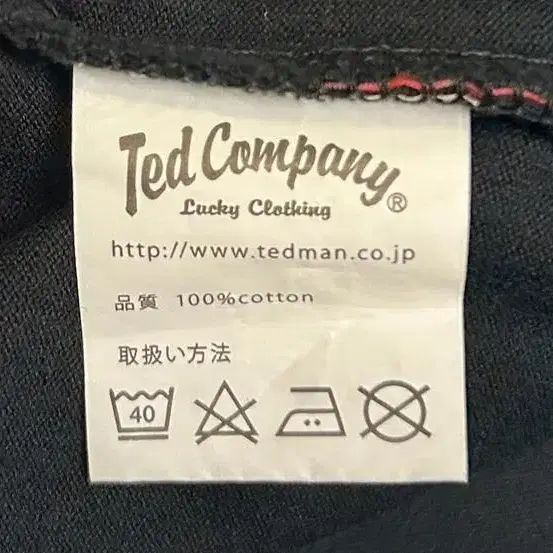 Ted Company®
Lucky Clothing
http://www.tedman.co.jp
品質 100%cotton
取扱い方法
40